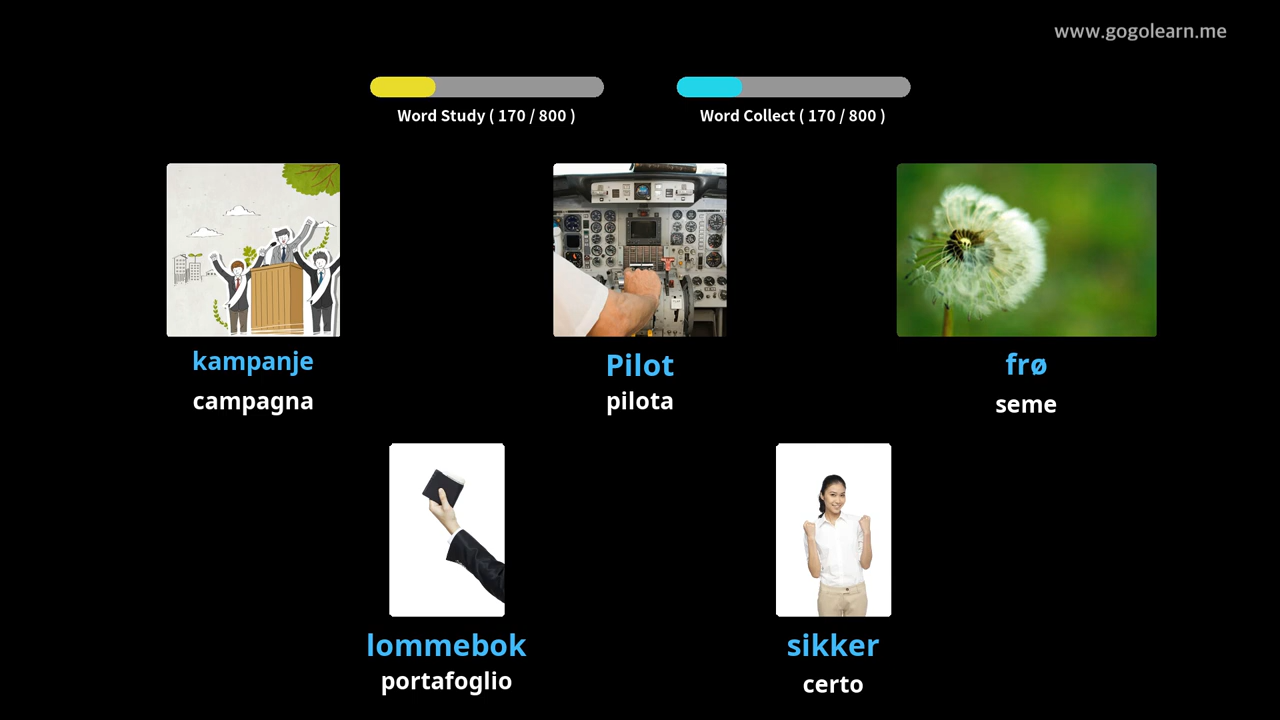 www.gogolearn.me
Word Study ( 170 / 800 )
Word Collect ( 170 / 800 )
kampanje
campagna
Pilot
pilota
frø
seme
lommebok
portafoglio
sikker
certo